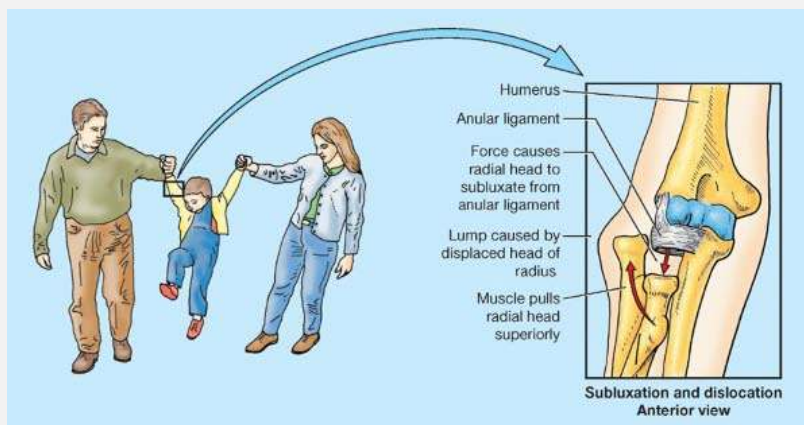 Humerus
Anular ligament
Force causes
radial head to
subluxate from
anular ligament
Lump caused by
displaced head of
radius
Muscle pulls
radial head
superiorly
Subluxation and dislocation
Anterior view